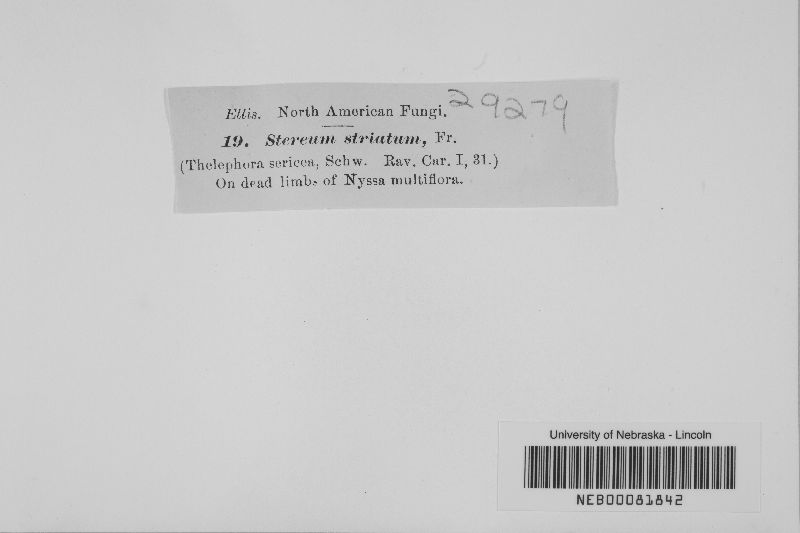 Ellis. North American Fungi. 29279
19. Stereum striatum, Fr.
(Thelephora sericea, Schw. Rav. Car. I, 31.)
On dead limbs of Nyssa multiflora.
University of Nebraska - Lincoln
NEB00081842